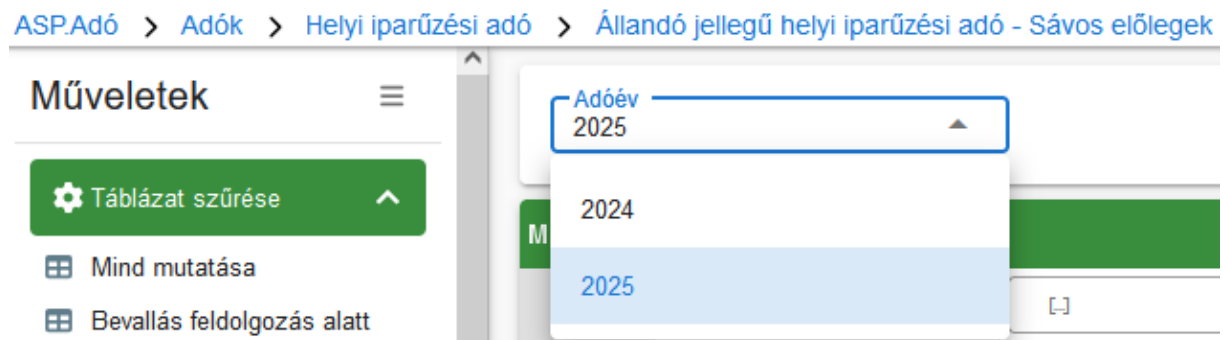 ASP.Adó > Adók > Helyi iparűzési adó > Állandó jellegű helyi iparűzési adó - Sávos előlegek
Műveletek
Táblázat szűrése
Mind mutatása
Bevallás feldolgozás alatt
Adóév
2025
2024
2025
M
[...]